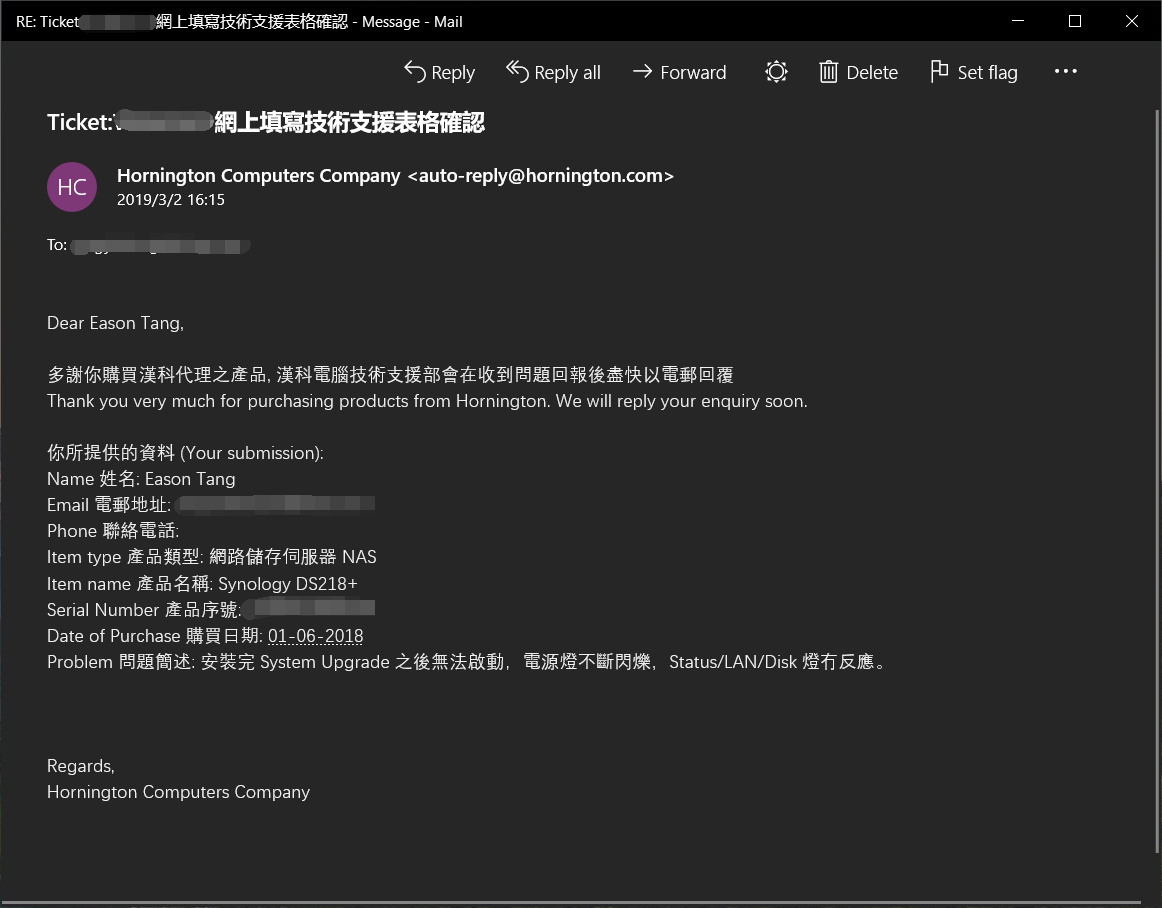 RE: Ticket 網上填寫技術支援表格確認 - Message - Mail
Reply Reply all Forward Delete Set flag
Ticket: 網上填寫技術支援表格確認
HC
Hornington Computers Company <auto-reply@hornington.com>
2019/3/2 16:15
To:
Dear Eason Tang,
多謝你購買漢科代理之產品, 漢科電腦技術支援部會在收到問題回報後盡快以電郵回覆
Thank you very much for purchasing products from Hornington. We will reply your enquiry soon.
你所提供的資料 (Your submission):
Name 姓名: Eason Tang
Email 電郵地址:
Phone 聯絡電話:
Item type 產品類型: 網路儲存伺服器 NAS
Item name 產品名稱: Synology DS218+
Serial Number 產品序號:
Date of Purchase 購買日期: 01-06-2018
Problem 問題簡述: 安裝完 System Upgrade 之後無法啟動，電源燈不斷閃爍，Status/LAN/Disk 燈冇反應。
Regards,
Hornington Computers Company